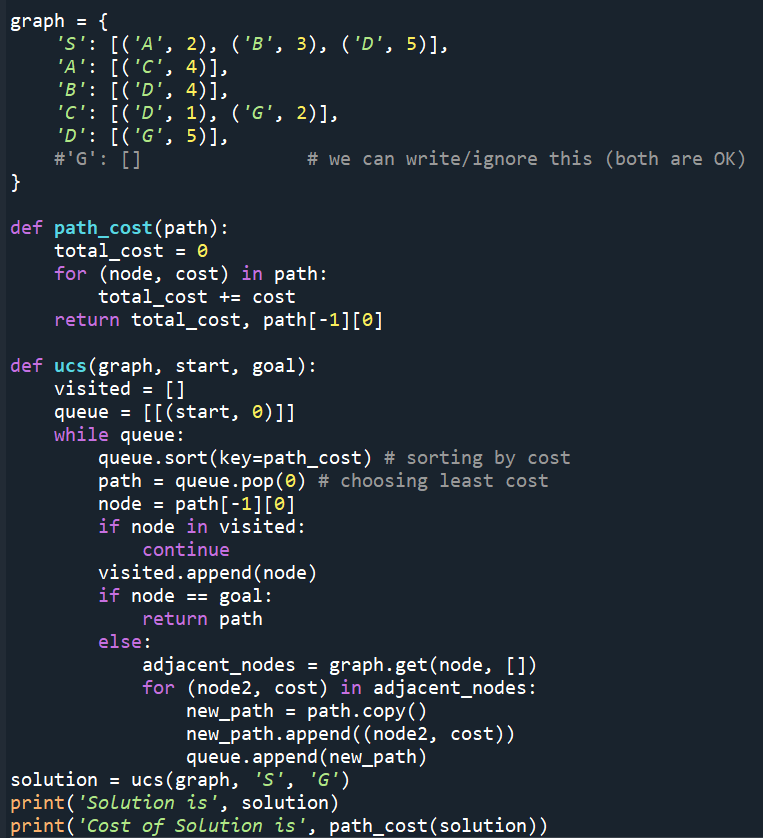 graph = {
    'S': [('A', 2), ('B', 3), ('D', 5)],
    'A': [('C', 4)],
    'B': [('D', 4)],
    'C': [('D', 1), ('G', 2)],
    'D': [('G', 5)],
    #'G': []               # we can write/ignore this (both are OK)
}

def path_cost(path):
    total_cost = 0
    for (node, cost) in path:
        total_cost += cost
    return total_cost, path[-1][0]

def ucs(graph, start, goal):
    visited = []
    queue = [[(start, 0)]]
    while queue:
        queue.sort(key=path_cost) # sorting by cost
        path = queue.pop(0) # choosing least cost
        node = path[-1][0]
        if node in visited:
            continue
        visited.append(node)
        if node == goal:
            return path
        else:
            adjacent_nodes = graph.get(node, [])
            for (node2, cost) in adjacent_nodes:
                new_path = path.copy()
                new_path.append((node2, cost))
                queue.append(new_path)
solution = ucs(graph, 'S', 'G')
print('Solution is', solution)
print('Cost of Solution is', path_cost(solution))